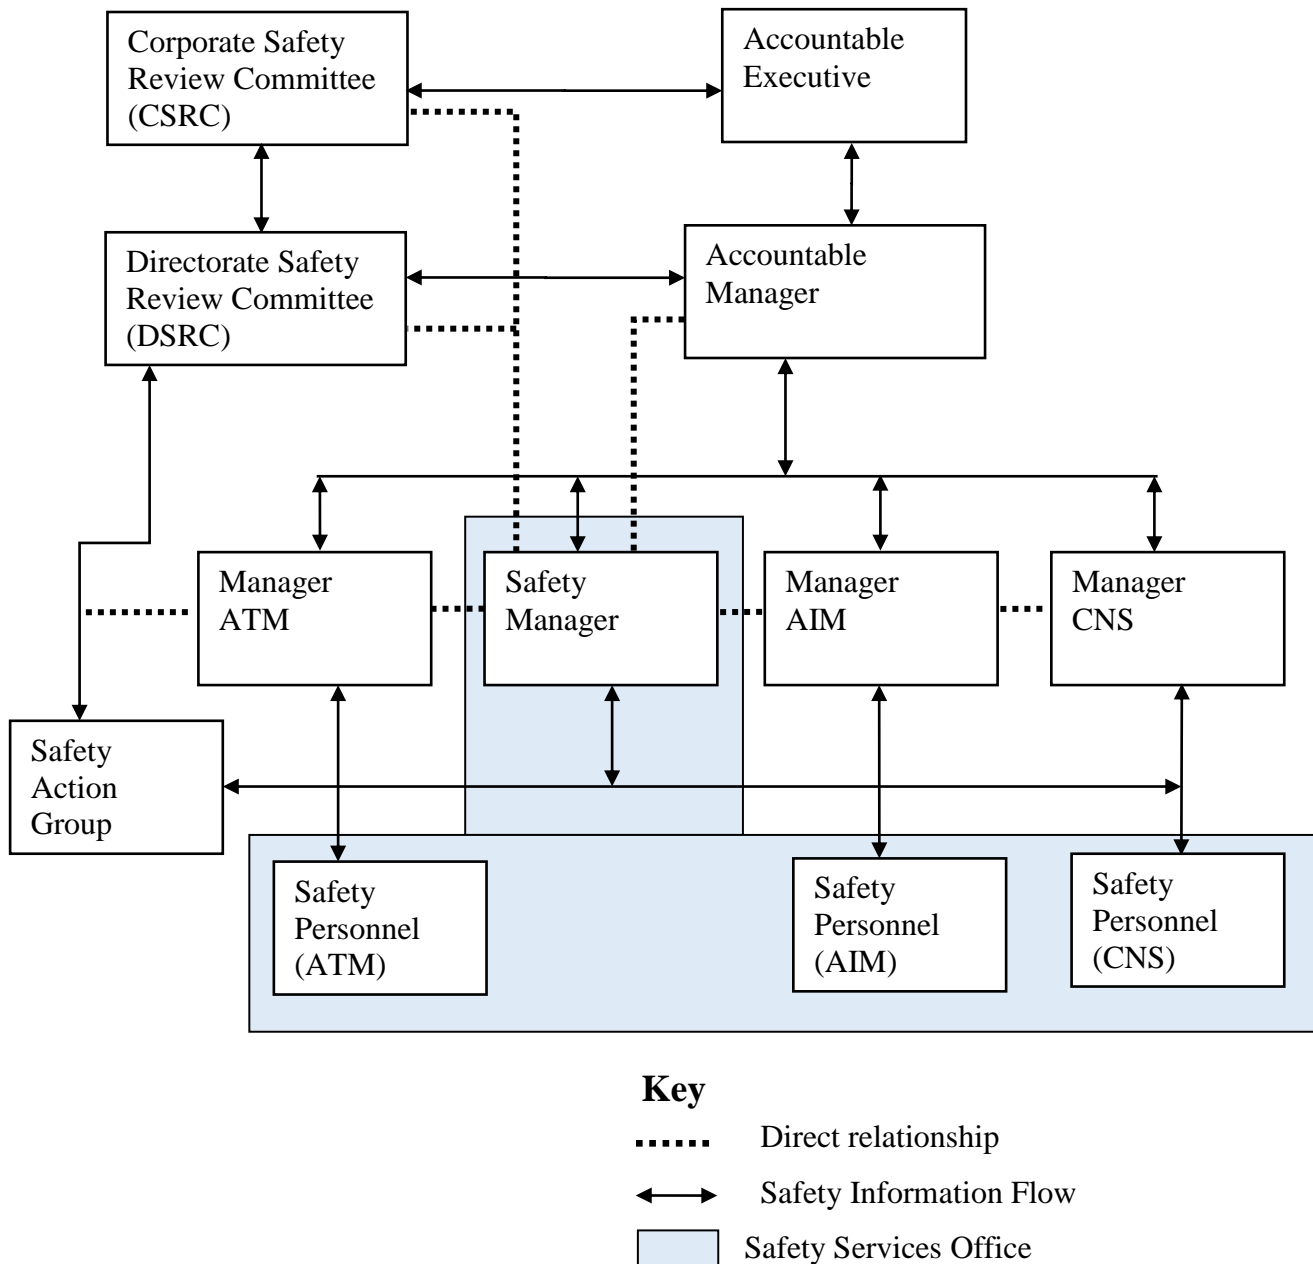 Corporate Safety
Review Committee
(CSRC)
Accountable
Executive
Directorate Safety
Review Committee
(DSRC)
Accountable
Manager
Manager
ATM
Safety
Manager
Manager
AIM
Manager
CNS
Safety
Action
Group
Safety
Personnel
(ATM)
Safety
Personnel
(AIM)
Safety
Personnel
(CNS)
Key
Direct relationship
Safety Information Flow
Safety Services Office